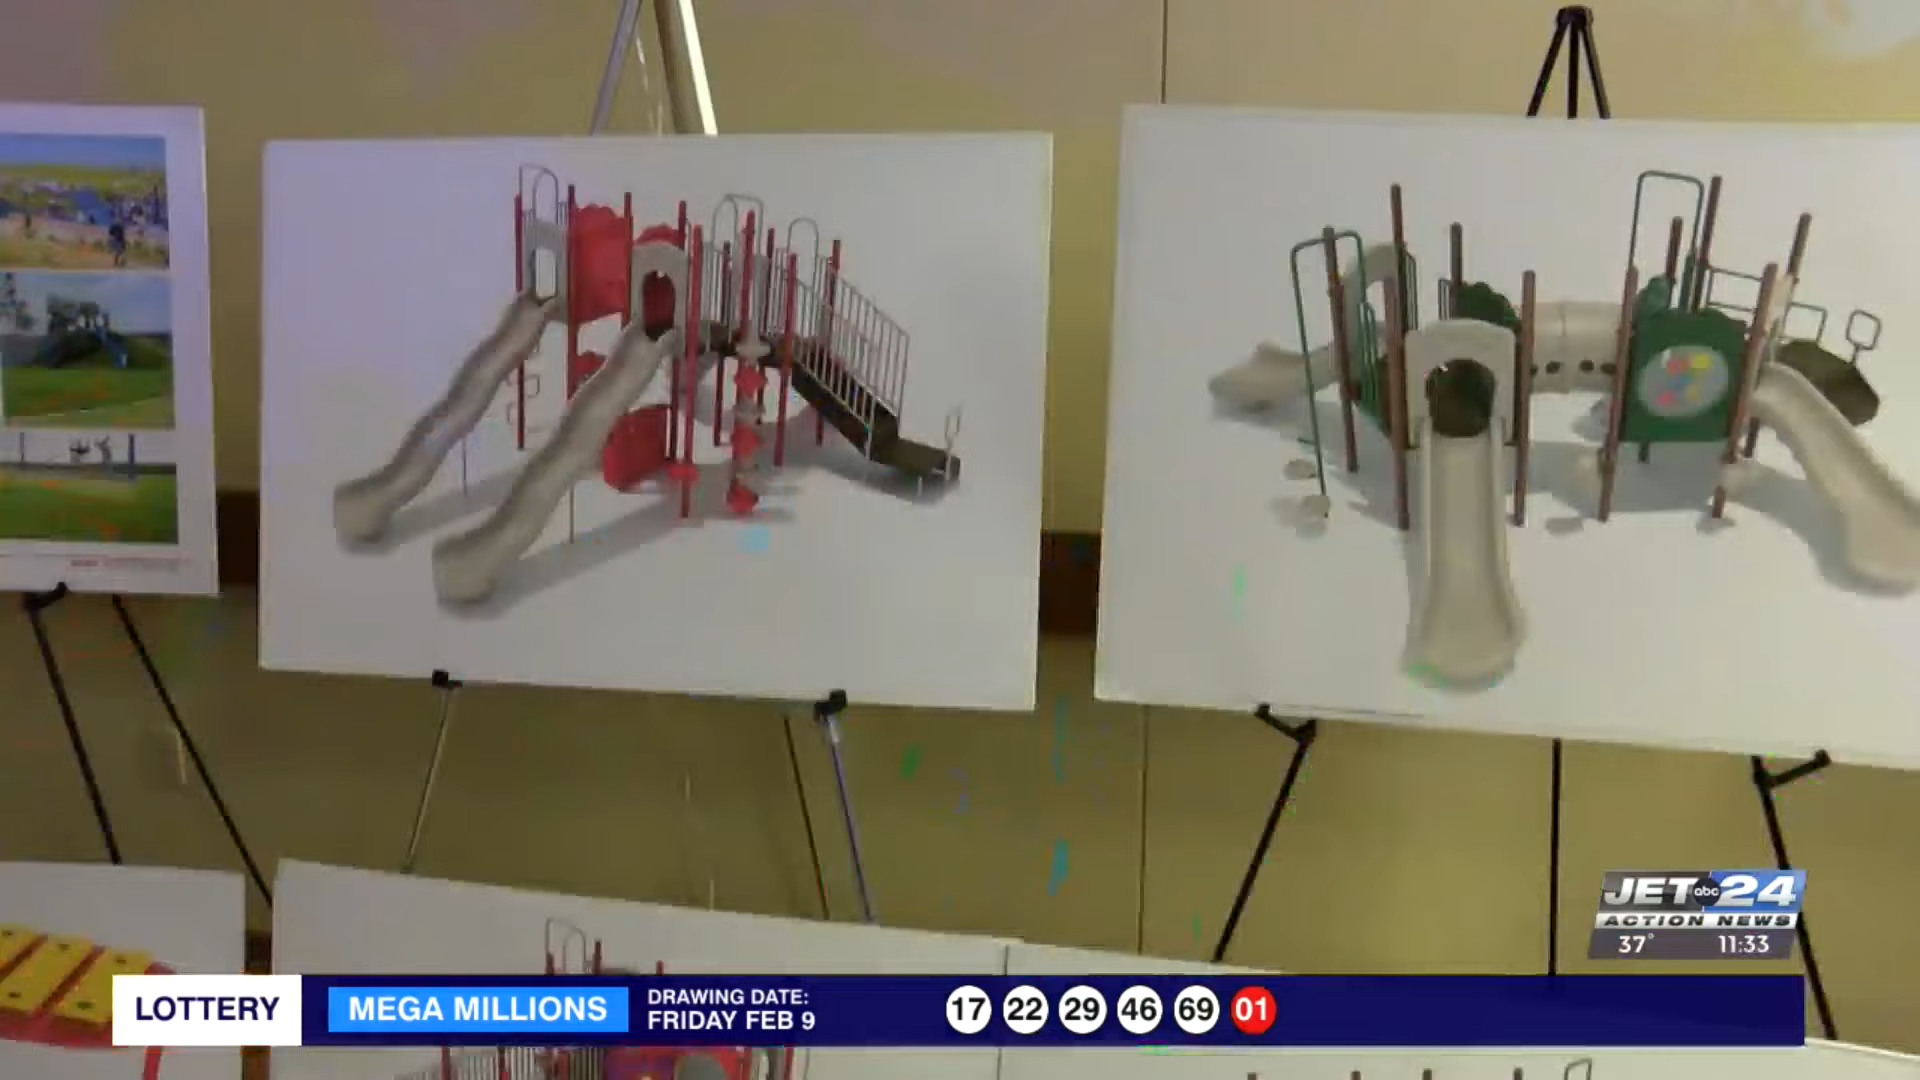 JET abc 24
ACTION NEWS
37° 11:33
LOTTERY
MEGA MILLIONS
DRAWING DATE:
FRIDAY FEB 9
17 22 29 46 69 01